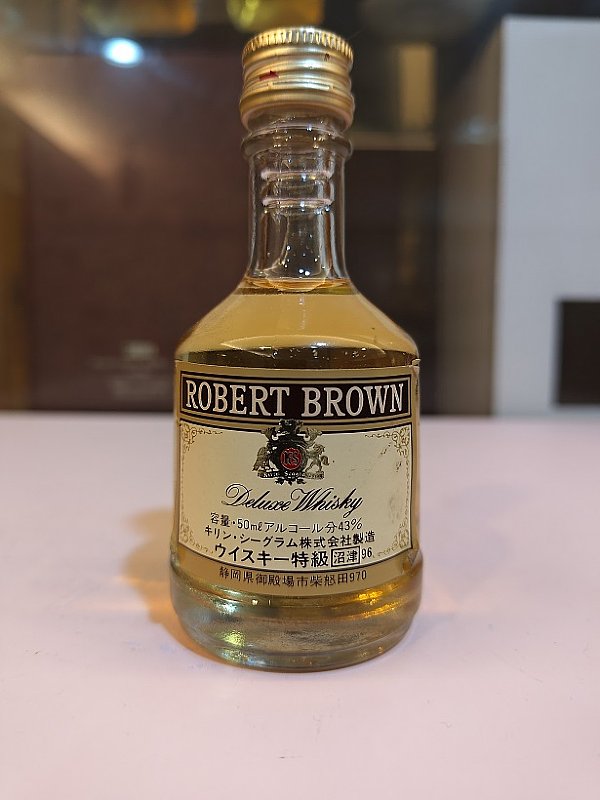 ROBERT BROWN
KS
Deluxe Whisky
容量・50mlアルコール分43%
キリン・シーグラム株式会社製造
ウイスキー特級 沼津 96.
静岡県御殿場市柴怒田970